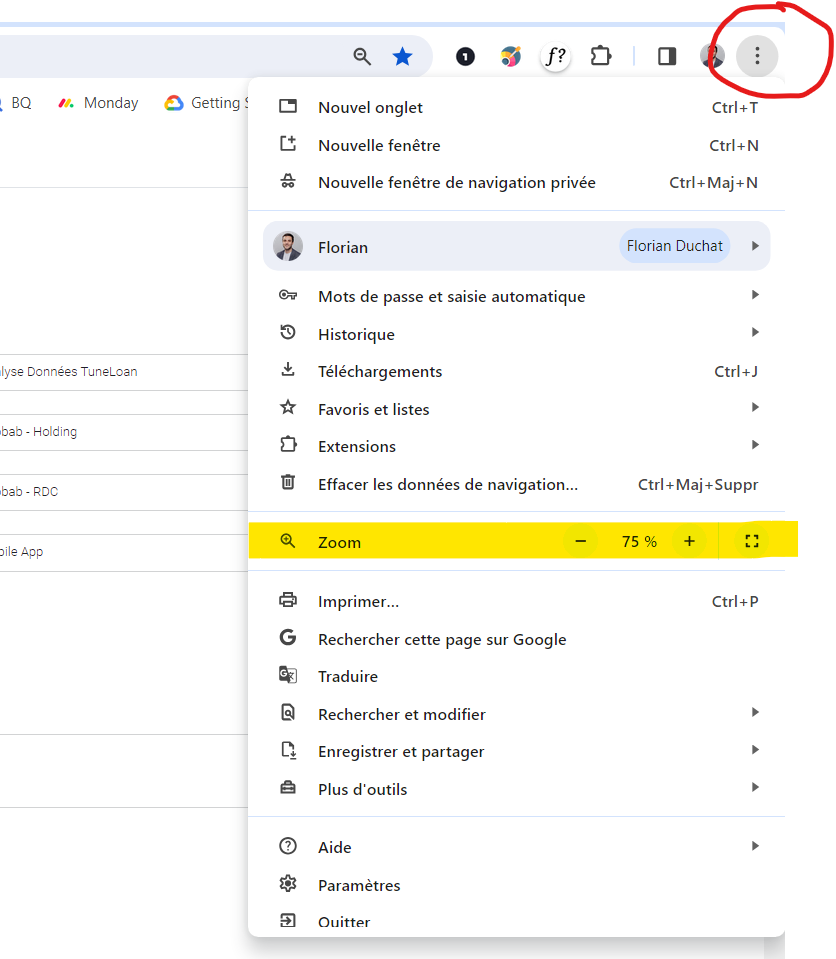 1
f?
BQ
Monday
Getting S
Nouvel onglet Ctrl+T
Nouvelle fenêtre Ctrl+N
Nouvelle fenêtre de navigation privée Ctrl+Maj+N
Florian Florian Duchat
Mots de passe et saisie automatique
Historique
lyse Données TuneLoan
Téléchargements Ctrl+J
Favoris et listes
bab - Holding
Extensions
Effacer les données de navigation... Ctrl+Maj+Suppr
bab - RDC
Zoom − 75 % +
bile App
Imprimer... Ctrl+P
Rechercher cette page sur Google
Traduire
Rechercher et modifier
Enregistrer et partager
Plus d'outils
Aide
Paramètres
Quitter